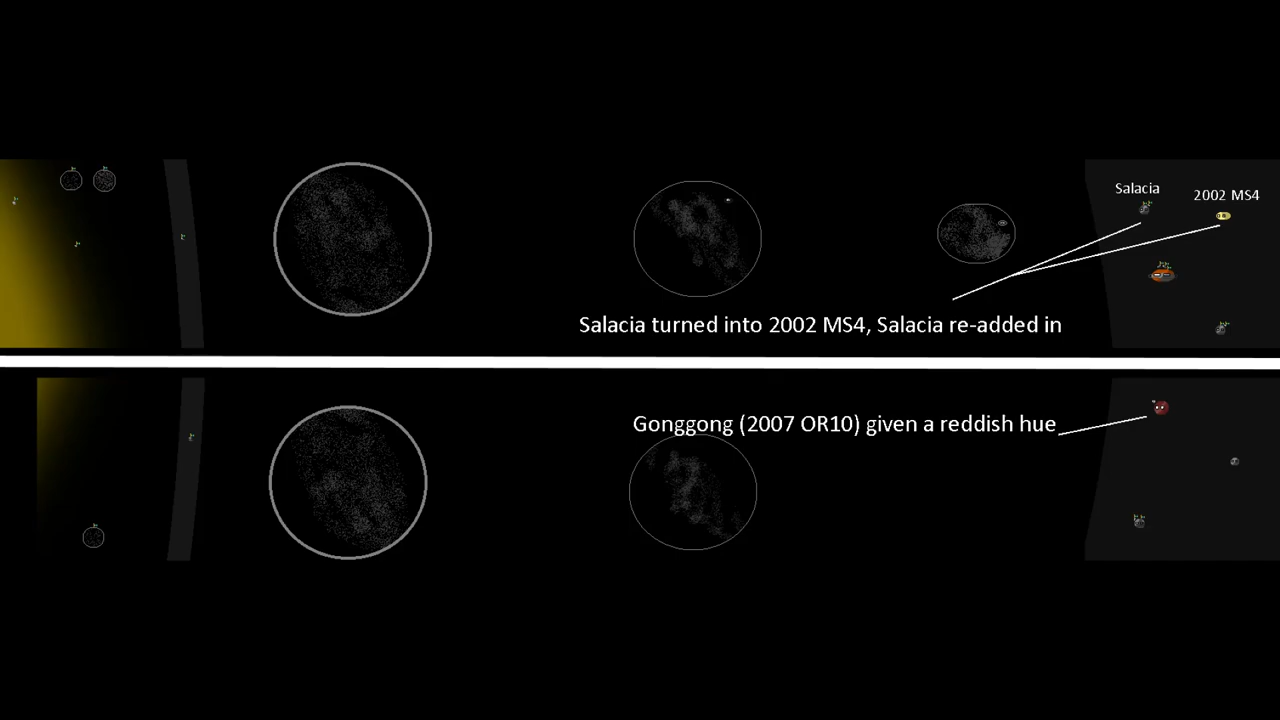 Salacia
2002 MS4
Salacia turned into 2002 MS4, Salacia re-added in
Gonggong (2007 OR10) given a reddish hue